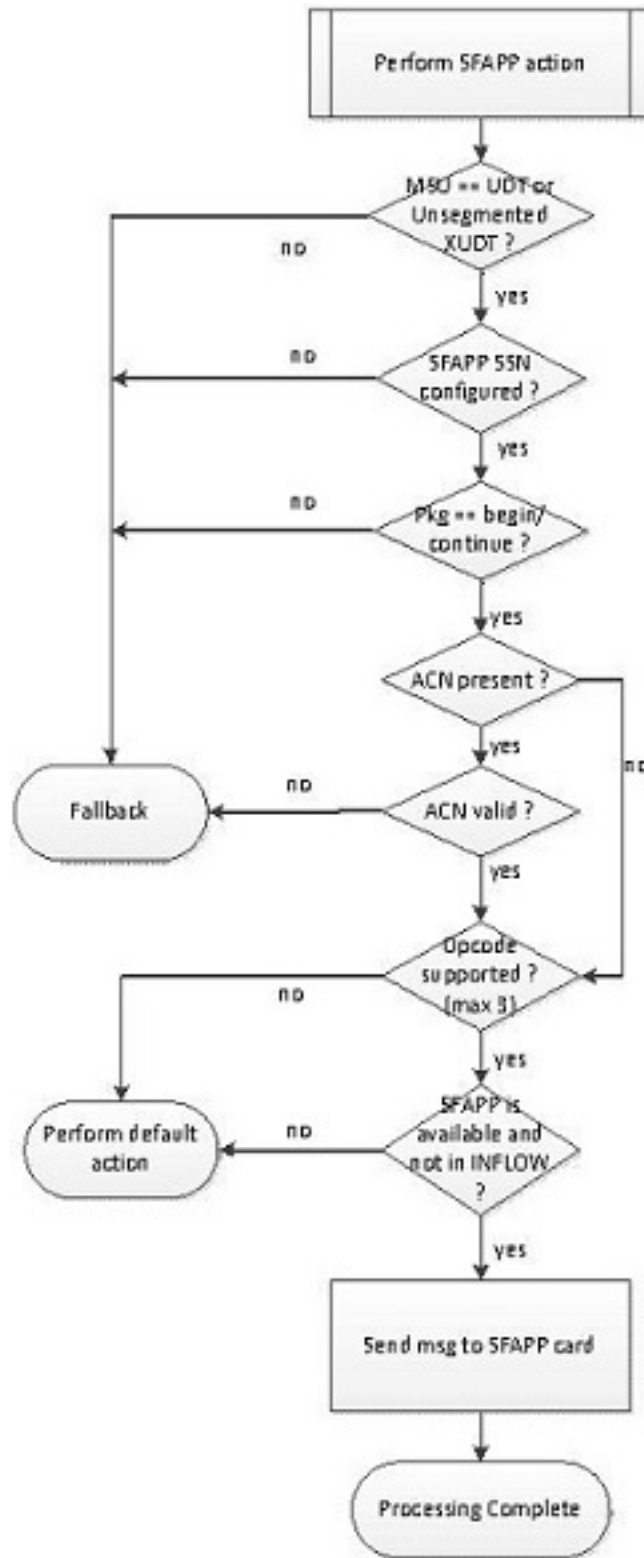 Perform SFAPP action
MSU == UDT or
Unsegmented
XUDT ?
no
yes
SFAPP SSN
configured ?
no
yes
Pkg == begin/
continue ?
no
yes
ACN present ?
no
yes
Fallback
no
ACN valid ?
yes
Opcode
supported ?
(max 3)
no
yes
Perform default
action
no
SFAPP is
available and
not in INFLOW
?
yes
Send msg to SFAPP card
Processing Complete